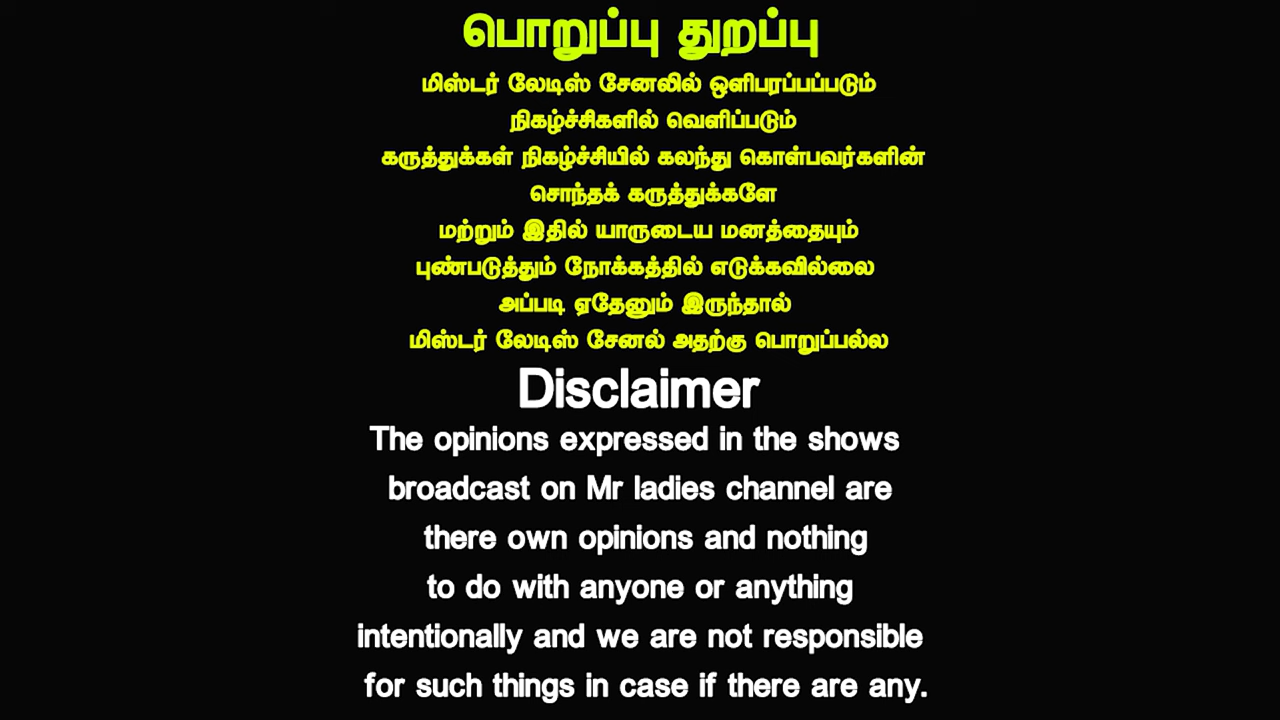 பொறுப்பு துறப்பு
மிஸ்டர் லேடிஸ் சேனலில் ஒளிபரப்பப்படும்
நிகழ்ச்சிகளில் வெளிப்படும்
கருத்துக்கள் நிகழ்ச்சியில் கலந்து கொள்பவர்களின்
சொந்தக் கருத்துக்களே
மற்றும் இதில் யாருடைய மனத்தையும்
புண்படுத்தும் நோக்கத்தில் எடுக்கவில்லை
அப்படி ஏதேனும் இருந்தால்
மிஸ்டர் லேடிஸ் சேனல் அதற்கு பொறுப்பல்ல
Disclaimer
The opinions expressed in the shows
broadcast on Mr ladies channel are
there own opinions and nothing
to do with anyone or anything
intentionally and we are not responsible
for such things in case if there are any.